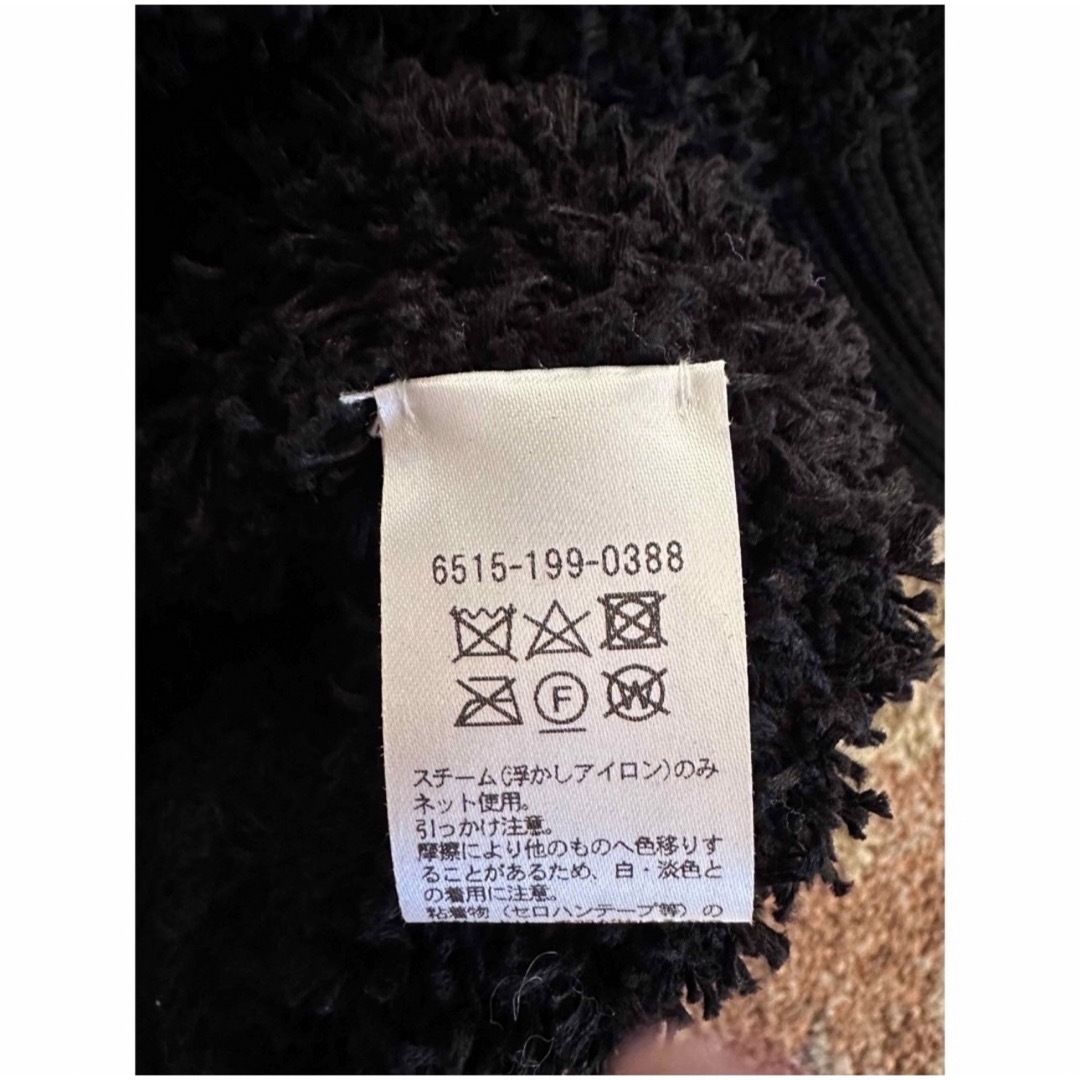 6515-199-0388
F
W
スチーム(浮かしアイロン)のみ
ネット使用。
引っかけ注意。
摩擦により他のものへ色移りす
ることがあるため、白・淡色と
の着用に注意。
粘着物(セロハンテープ等)の